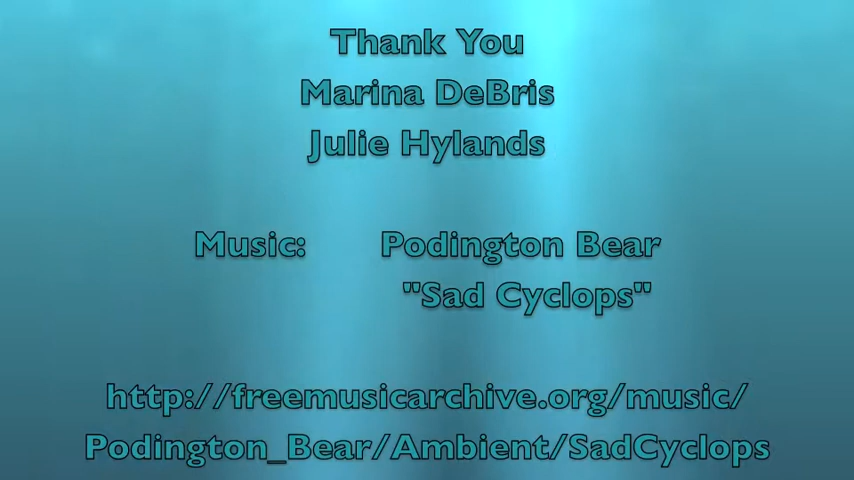 Thank You
Marina DeBris
Julie Hylands
Music: Podington Bear
"Sad Cyclops"
http://freemusicarchive.org/music/
Podington_Bear/Ambient/SadCyclops